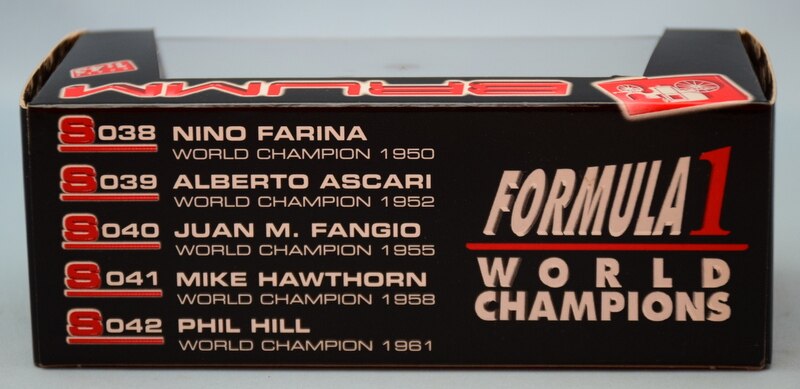 BRUMM
S038 NINO FARINA
WORLD CHAMPION 1950
S039 ALBERTO ASCARI
WORLD CHAMPION 1952
S040 JUAN M. FANGIO
WORLD CHAMPION 1955
S041 MIKE HAWTHORN
WORLD CHAMPION 1958
S042 PHIL HILL
WORLD CHAMPION 1961
FORMULA 1
WORLD
CHAMPIONS